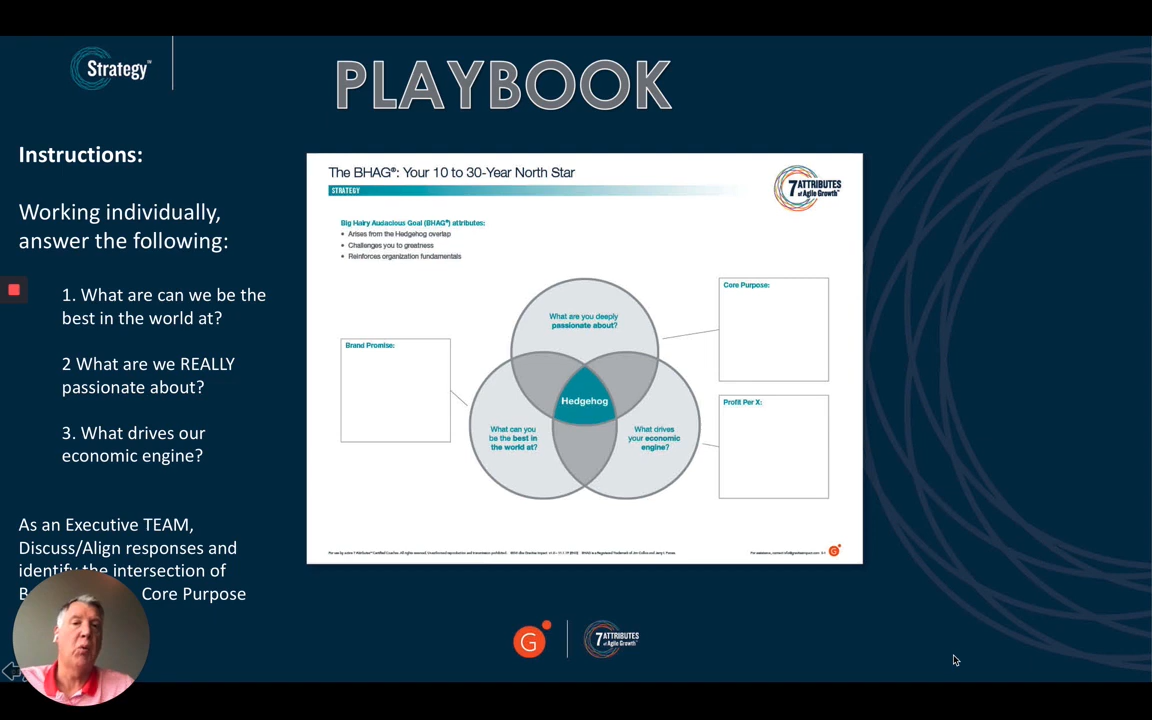 Strategy™
PLAYBOOK
Instructions:
Working individually,
answer the following:
1. What are can we be the
best in the world at?
2 What are we REALLY
passionate about?
3. What drives our
economic engine?
As an Executive TEAM,
Discuss/Align responses and
identify the intersection of
Core Purpose
The BHAG®: Your 10 to 30-Year North Star
STRATEGY
7 ATTRIBUTES
of Agile Growth™
Big Hairy Audacious Goal (BHAG®) attributes:
• Arises from the Hedgehog overlap
• Challenges you to greatness
• Reinforces organization fundamentals
What are you deeply
passionate about?
Core Purpose:
Brand Promise:
Hedgehog
Profit Per X:
What can you
be the best in
the world at?
What drives
your economic
engine?
G
G
7 ATTRIBUTES
of Agile Growth™